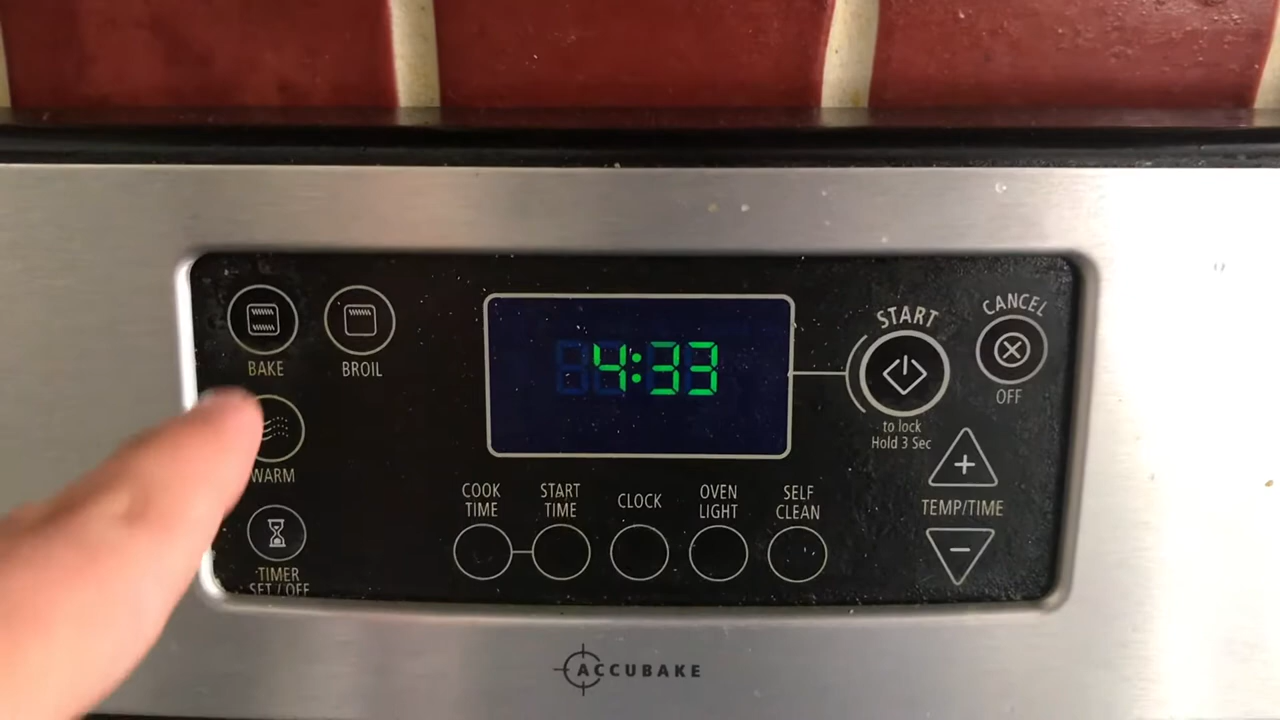 BAKE
BROIL
WARM
TIMER
SET / OFF
4:33
COOK
TIME
START
TIME
CLOCK
OVEN
LIGHT
SELF
CLEAN
START
to lock
Hold 3 Sec
CANCEL
OFF
TEMP/TIME
ACCUBAKE